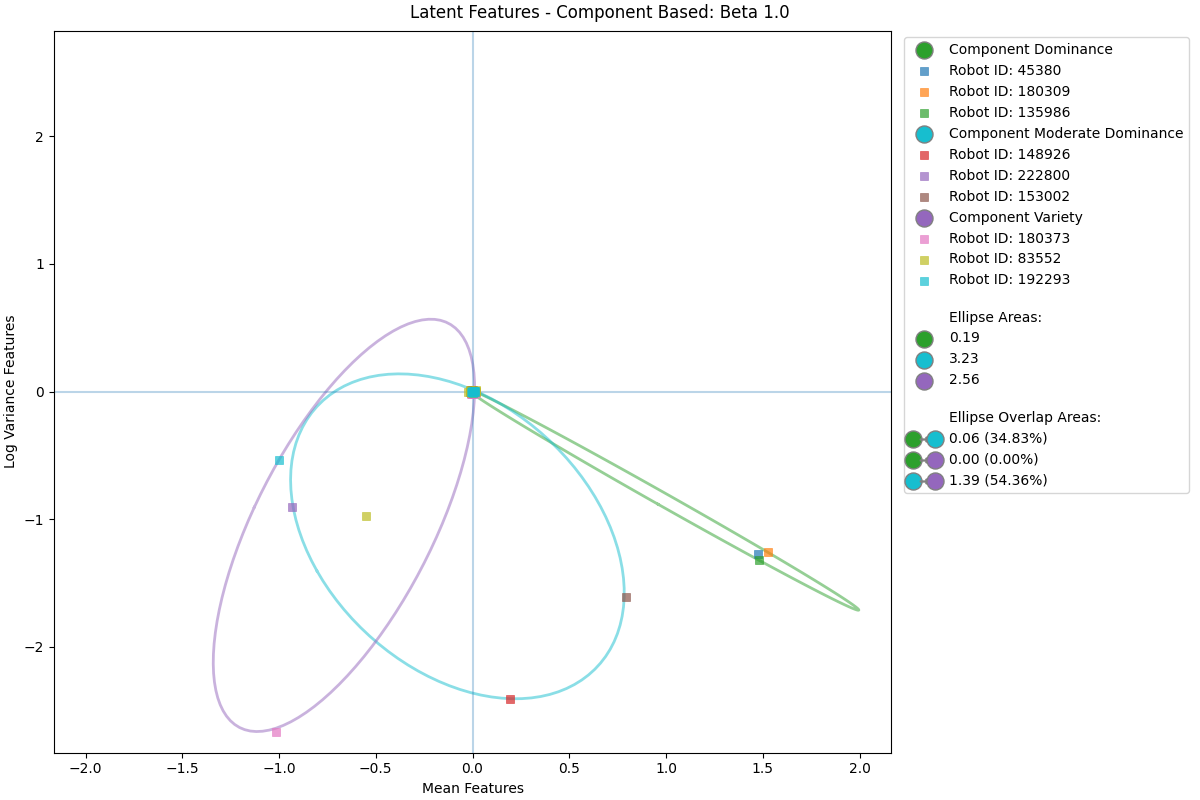 Latent Features - Component Based: Beta 1.0
Log Variance Features
2
1
0
−1
−2
−2.0
−1.5
−1.0
−0.5
0.0
0.5
1.0
1.5
2.0
Mean Features
Component Dominance
Robot ID: 45380
Robot ID: 180309
Robot ID: 135986
Component Moderate Dominance
Robot ID: 148926
Robot ID: 222800
Robot ID: 153002
Component Variety
Robot ID: 180373
Robot ID: 83552
Robot ID: 192293
Ellipse Areas:
0.19
3.23
2.56
Ellipse Overlap Areas:
0.06 (34.83%)
0.00 (0.00%)
1.39 (54.36%)